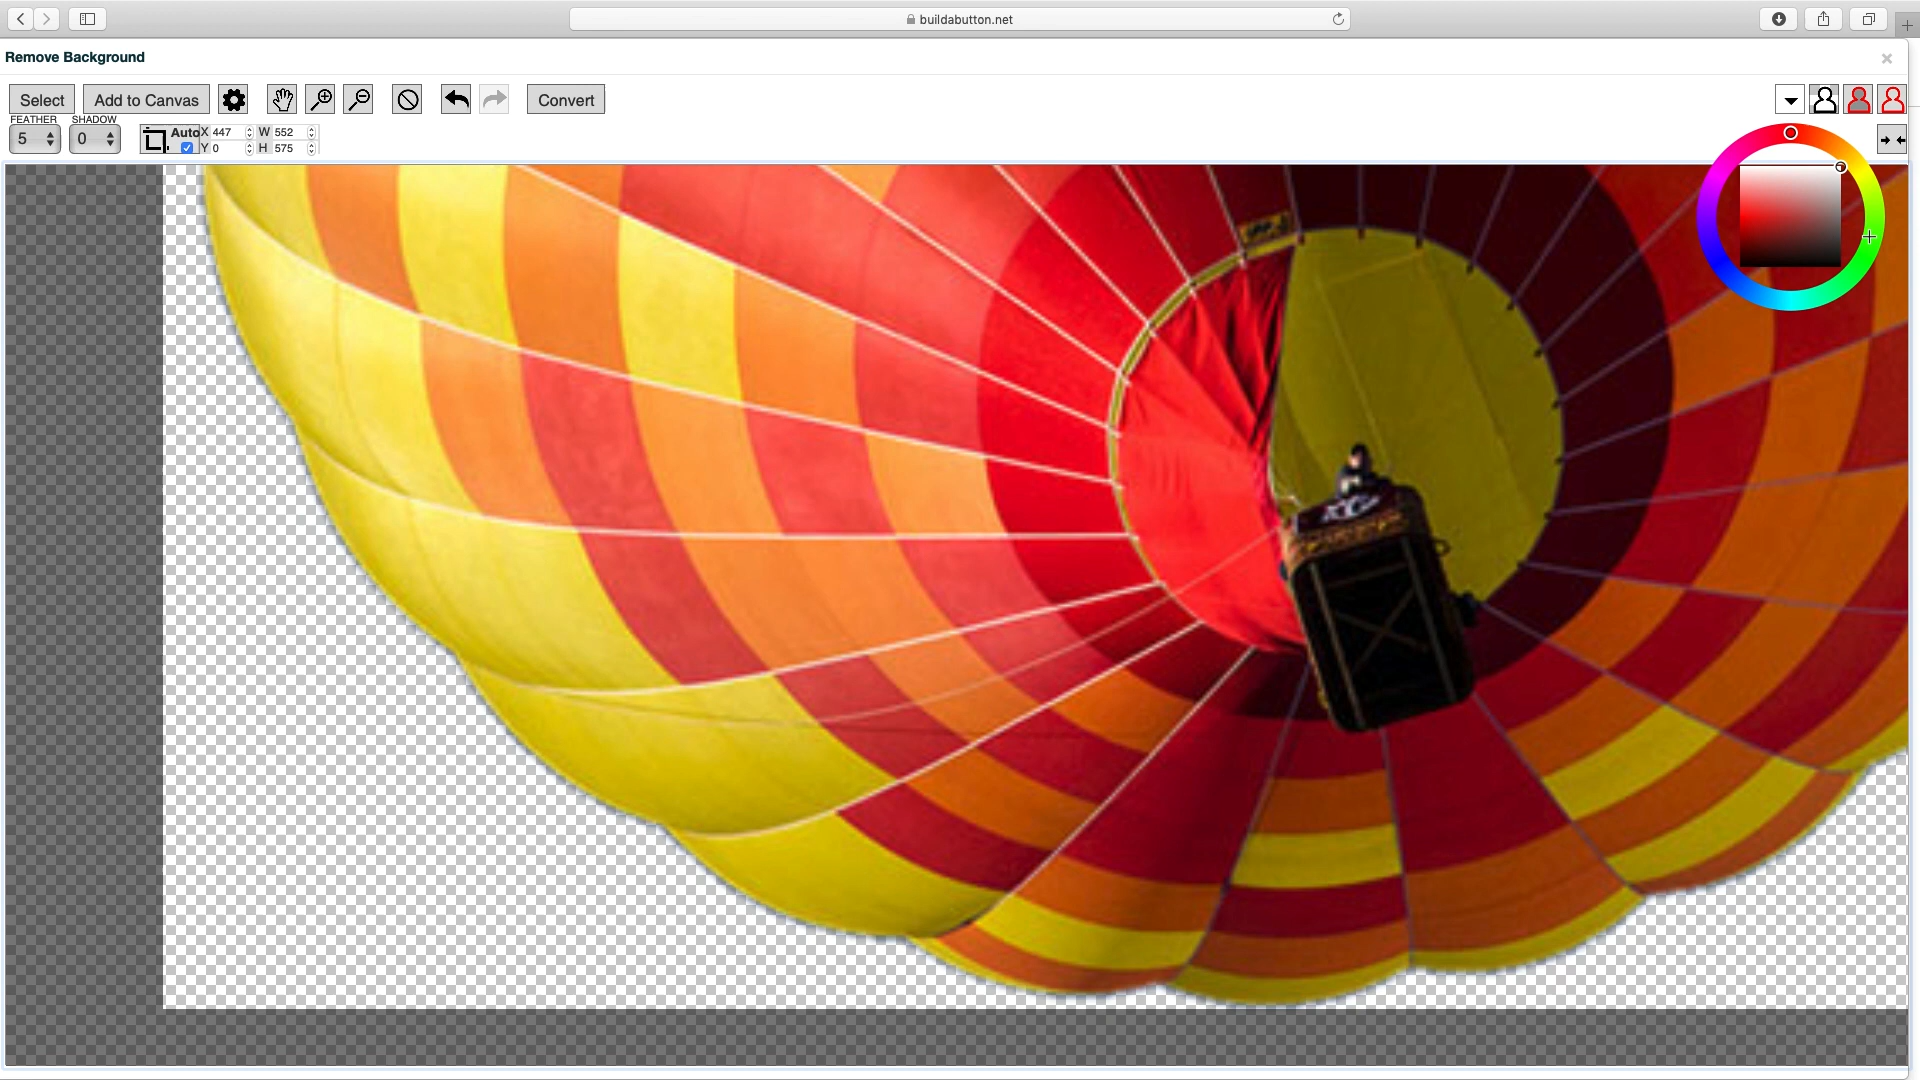 buildabutton.net
Remove Background
Select Add to Canvas Convert
FEATHER SHADOW
5 0 Auto X 447 W 552
Y 0 H 575